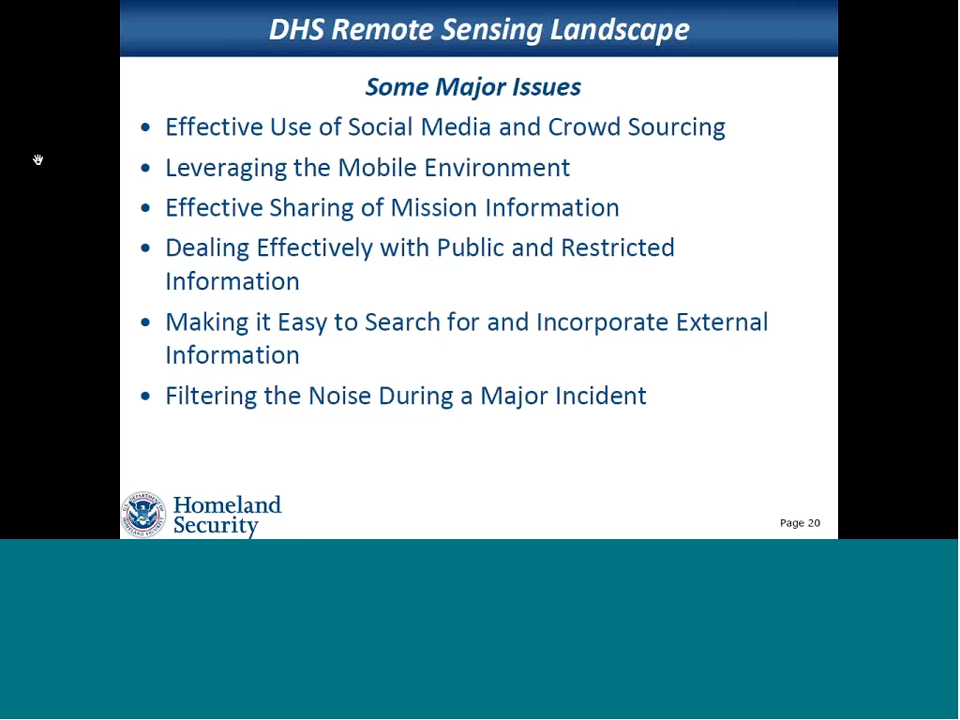 DHS Remote Sensing Landscape
Some Major Issues
• Effective Use of Social Media and Crowd Sourcing
• Leveraging the Mobile Environment
• Effective Sharing of Mission Information
• Dealing Effectively with Public and Restricted
Information
• Making it Easy to Search for and Incorporate External
Information
• Filtering the Noise During a Major Incident
Homeland
Security
Page 20